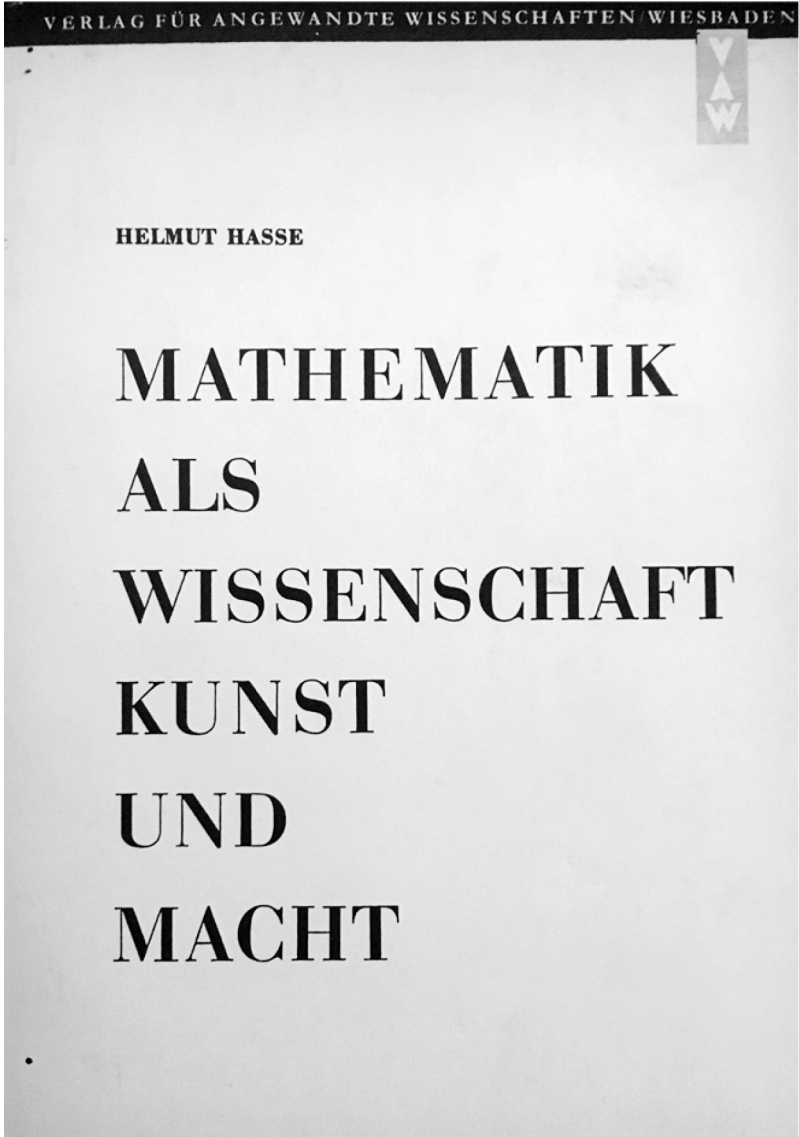 VERLAG FÜR ANGEWANDTE WISSENSCHAFTEN/WIESBADEN
VAW
HELMUT HASSE
MATHEMATIK
ALS
WISSENSCHAFT
KUNST
UND
MACHT